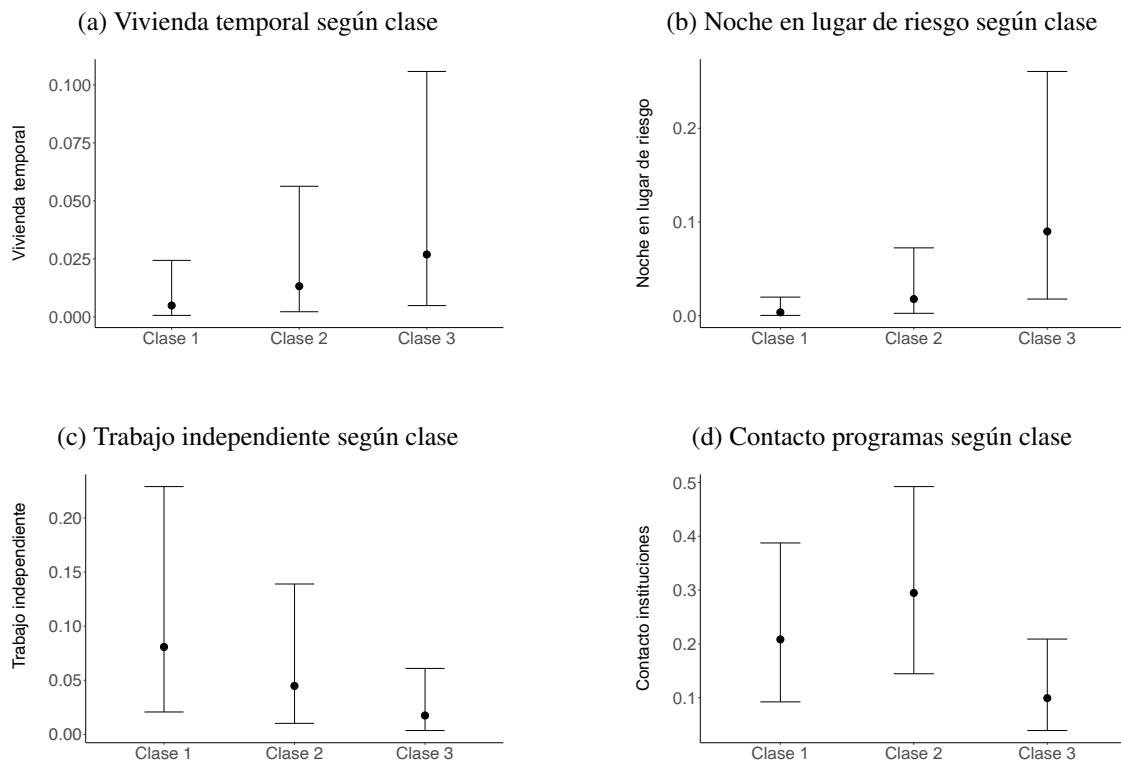 (a) Vivienda temporal según clase
Vivienda temporal
0.100
0.075
0.050
0.025
0.000
Clase 1 Clase 2 Clase 3
(b) Noche en lugar de riesgo según clase
Noche en lugar de riesgo
0.2
0.1
0.0
Clase 1 Clase 2 Clase 3
(c) Trabajo independiente según clase
Trabajo independiente
0.20
0.15
0.10
0.05
0.00
Clase 1 Clase 2 Clase 3
(d) Contacto programas según clase
Contacto instituciones
0.5
0.4
0.3
0.2
0.1
Clase 1 Clase 2 Clase 3